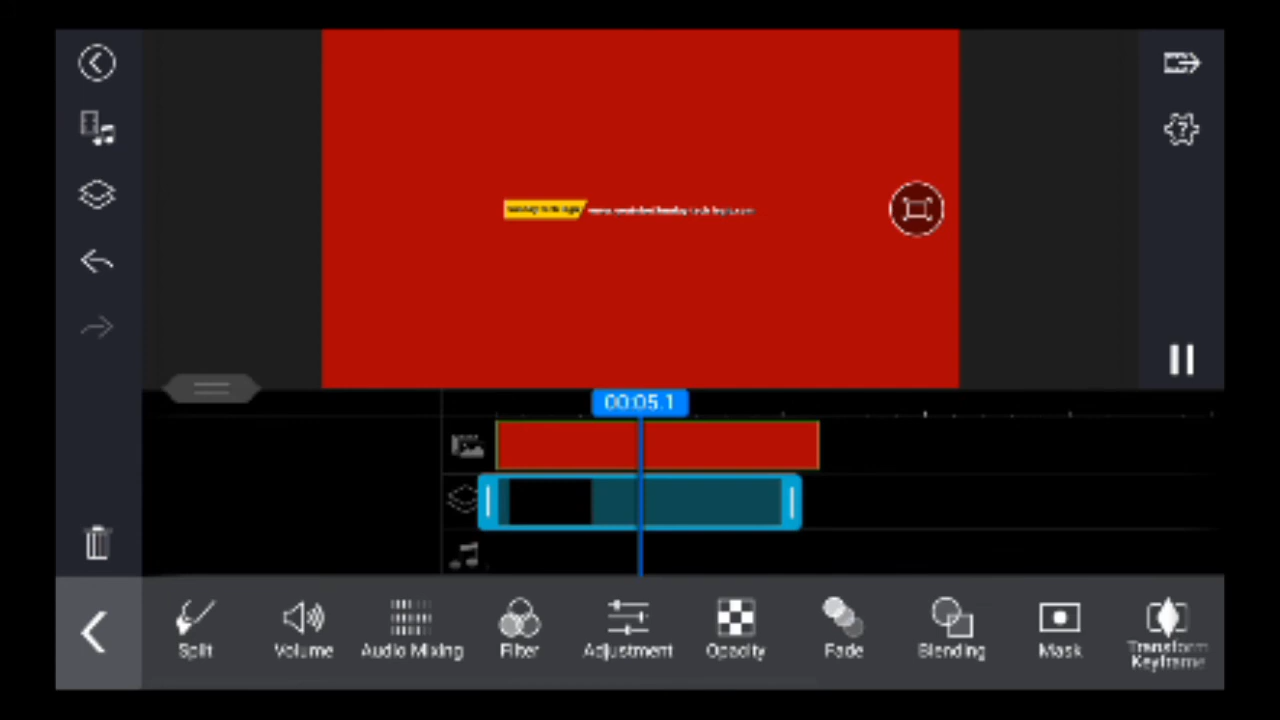 00:05.1
Split
Volume
Audio Mixing
Filter
Adjustment
Opacity
Fade
Blending
Mask
Transform
Keyframe